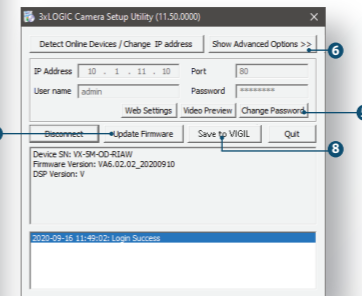 3xLOGIC Camera Setup Utility (11.50.0000)
Detect Online Devices / Change IP address
Show Advanced Options >>
6
IP Address 10 . 1 . 11 . 10 Port 80
User name admin Password ********
Web Settings Video Preview Change Password
Disconnect Update Firmware Save to VIGIL Quit
8
Device SN: VX-5M-OD-RIAW
Firmware Version: VA6.02.02_20200910
DSP Version: V
2020-09-16 11:49:02: Login Success